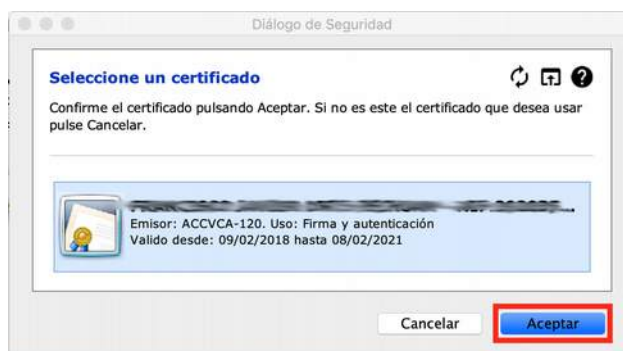 Diálogo de Seguridad
Seleccione un certificado
Confirme el certificado pulsando Aceptar. Si no es este el certificado que desea usar
pulse Cancelar.
Emisor: ACCVCA-120. Uso: Firma y autenticación
Valido desde: 09/02/2018 hasta 08/02/2021
Cancelar
Aceptar